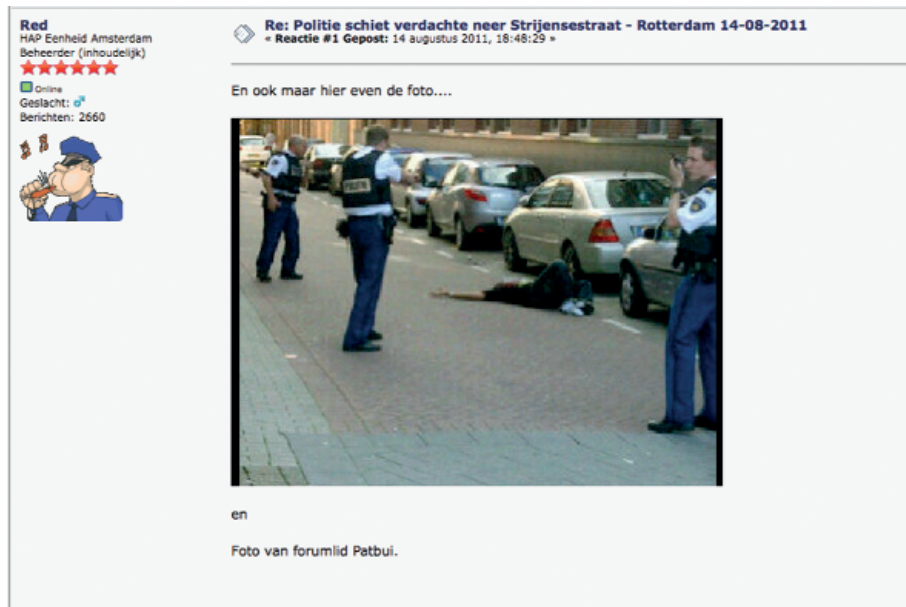 Red
HAP Eenheid Amsterdam
Beheerder (inhoudelijk)
Online
Geslacht:
Berichten: 2660
Re: Politie schiet verdachte neer Strijensestraat - Rotterdam 14-08-2011
« Reactie #1 Gepost: 14 augustus 2011, 18:48:29 »
En ook maar hier even de foto....
POLITIE
en
Foto van forumlid Patbui.